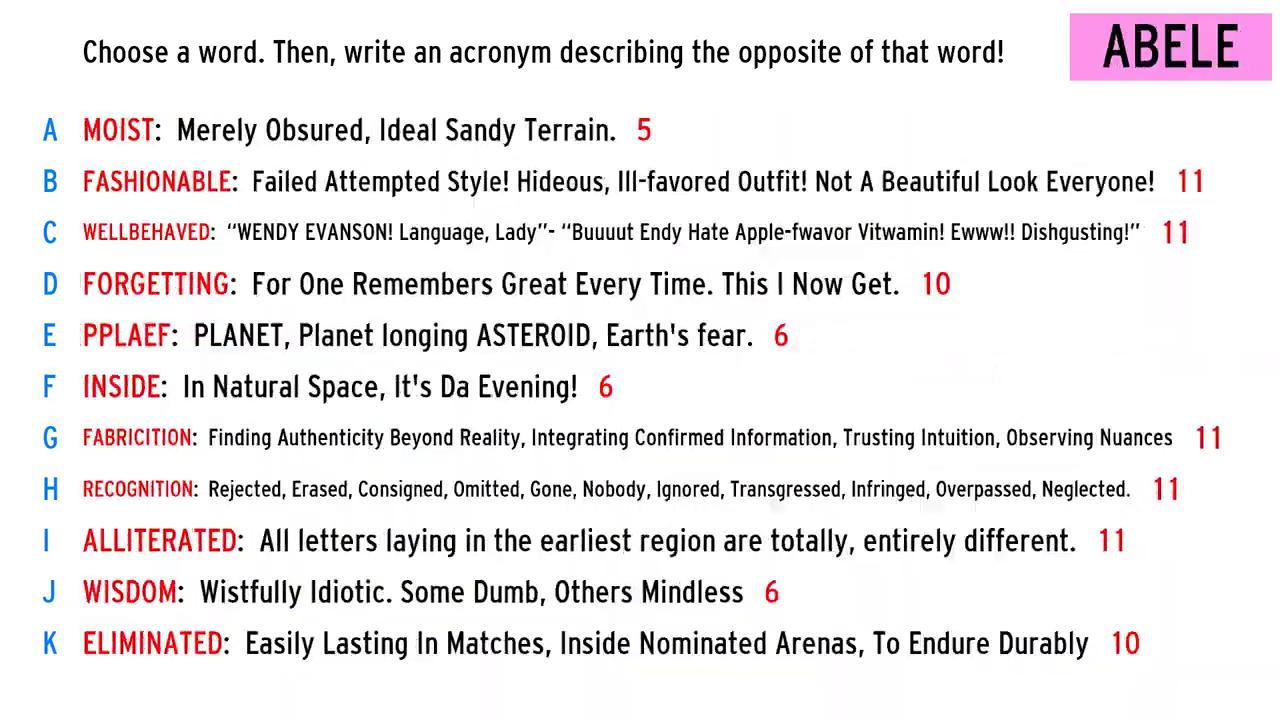 Choose a word. Then, write an acronym describing the opposite of that word!
ABELE
A MOIST: Merely Obsured, Ideal Sandy Terrain. 5
B FASHIONABLE: Failed Attempted Style! Hideous, Ill-favored Outfit! Not A Beautiful Look Everyone! 11
C WELLBEHAVED: “WENDY EVANSON! Language, Lady”- “Buuuut Endy Hate Apple-fwavor Vitwamin! Ewww!! Dishgusting!” 11
D FORGETTING: For One Remembers Great Every Time. This I Now Get. 10
E PPLAEF: PLANET, Planet longing ASTEROID, Earth's fear. 6
F INSIDE: In Natural Space, It's Da Evening! 6
G FABRICITION: Finding Authenticity Beyond Reality, Integrating Confirmed Information, Trusting Intuition, Observing Nuances 11
H RECOGNITION: Rejected, Erased, Consigned, Omitted, Gone, Nobody, Ignored, Transgressed, Infringed, Overpassed, Neglected. 11
I ALLITERATED: All letters laying in the earliest region are totally, entirely different. 11
J WISDOM: Wistfully Idiotic. Some Dumb, Others Mindless 6
K ELIMINATED: Easily Lasting In Matches, Inside Nominated Arenas, To Endure Durably 10